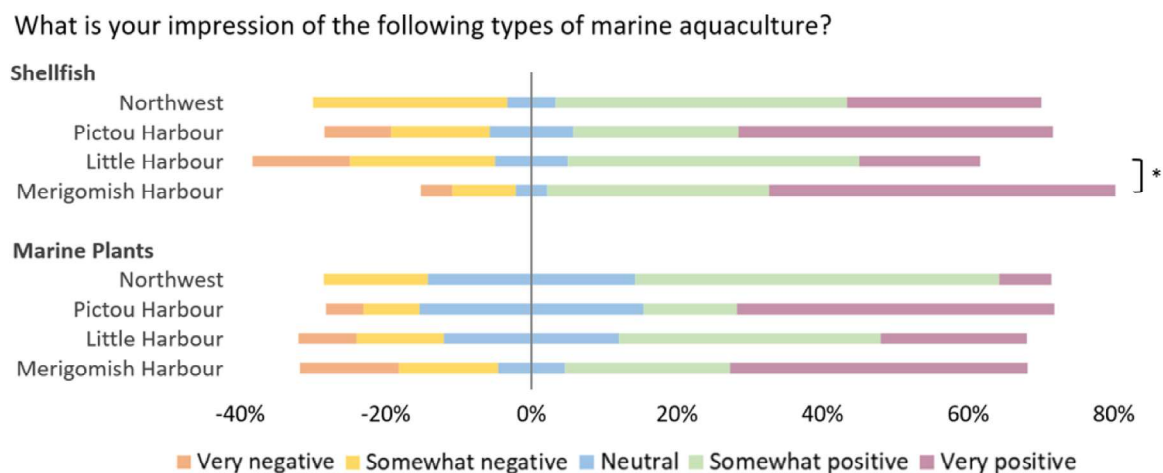 What is your impression of the following types of marine aquaculture?
Shellfish
Northwest
Pictou Harbour
Little Harbour
Merigomish Harbour
*
Marine Plants
Northwest
Pictou Harbour
Little Harbour
Merigomish Harbour
-40% -20% 0% 20% 40% 60% 80%
Very negative Somewhat negative Neutral Somewhat positive Very positive